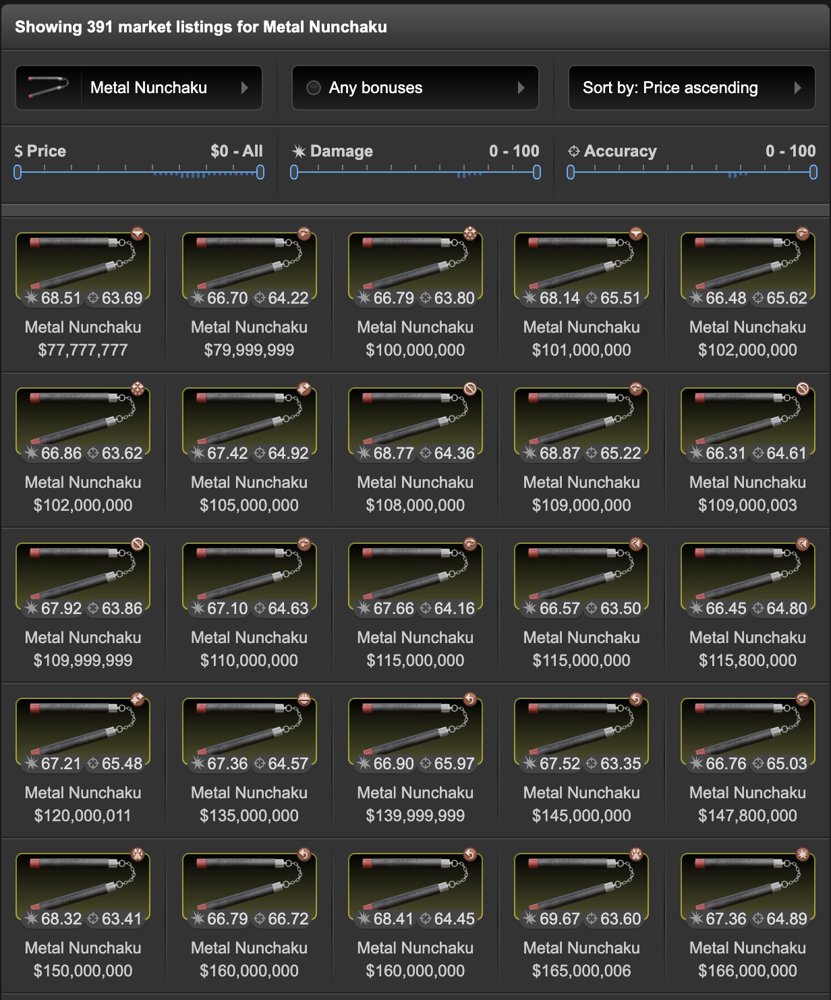 Showing 391 market listings for Metal Nunchaku
Metal Nunchaku
Any bonuses
Sort by: Price ascending
$ Price $0 - All
Damage 0 - 100
Accuracy 0 - 100
68.51 63.69
66.70 64.22
66.79 63.80
68.14 65.51
66.48 65.62
Metal Nunchaku
Metal Nunchaku
Metal Nunchaku
Metal Nunchaku
Metal Nunchaku
$77,777,777
$79,999,999
$100,000,000
$101,000,000
$102,000,000
66.86 63.62
67.42 64.92
68.77 64.36
68.87 65.22
66.31 64.61
Metal Nunchaku
Metal Nunchaku
Metal Nunchaku
Metal Nunchaku
Metal Nunchaku
$102,000,000
$105,000,000
$108,000,000
$109,000,000
$109,000,003
67.92 63.86
67.10 64.63
67.66 64.16
66.57 63.50
66.45 64.80
Metal Nunchaku
Metal Nunchaku
Metal Nunchaku
Metal Nunchaku
Metal Nunchaku
$109,999,999
$110,000,000
$115,000,000
$115,000,000
$115,800,000
67.21 65.48
67.36 64.57
66.90 65.97
67.52 63.35
66.76 65.03
Metal Nunchaku
Metal Nunchaku
Metal Nunchaku
Metal Nunchaku
Metal Nunchaku
$120,000,011
$135,000,000
$139,999,999
$145,000,000
$147,800,000
68.32 63.41
66.79 66.72
68.41 64.45
69.67 63.60
67.36 64.89
Metal Nunchaku
Metal Nunchaku
Metal Nunchaku
Metal Nunchaku
Metal Nunchaku
$150,000,000
$160,000,000
$160,000,000
$165,000,006
$166,000,000